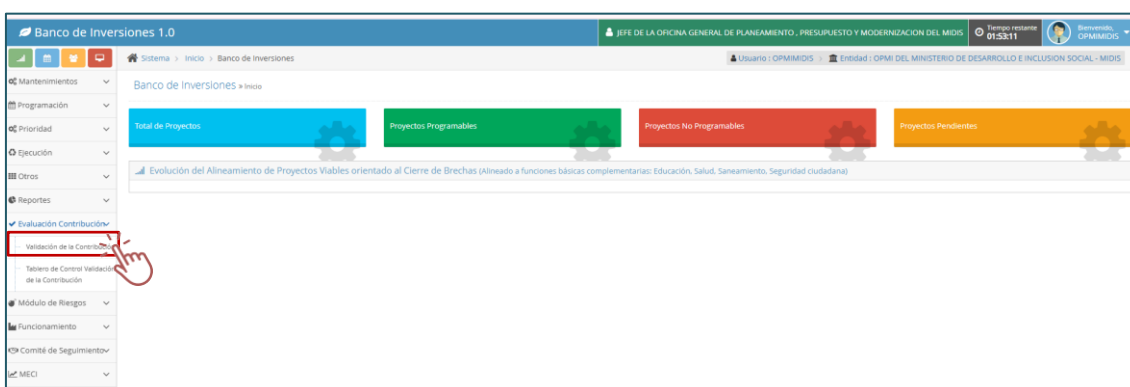 Banco de Inversiones 1.0
JEFE DE LA OFICINA GENERAL DE PLANEAMIENTO , PRESUPUESTO Y MODERNIZACION DEL MIDIS
Tiempo restante
01:53:11
Bienvenido,
OPMIMIDIS
Sistema > Inicio > Banco de Inversiones
Usuario : OPMIMIDIS > Entidad : OPMI DEL MINISTERIO DE DESARROLLO E INCLUSION SOCIAL - MIDIS
Mantenimientos
Programación
Prioridad
Ejecución
Otros
Reportes
Evaluación Contribución
Validación de la Contribución
Tablero de Control Validación
de la Contribución
Módulo de Riesgos
Funcionamiento
Comité de Seguimiento
MECI
Banco de Inversiones » Inicio
Total de Proyectos
Proyectos Programables
Proyectos No Programables
Proyectos Pendientes
Evolución del Alineamiento de Proyectos Viables orientado al Cierre de Brechas (Alineado a funciones básicas complementarias: Educación, Salud, Saneamiento, Seguridad ciudadana)